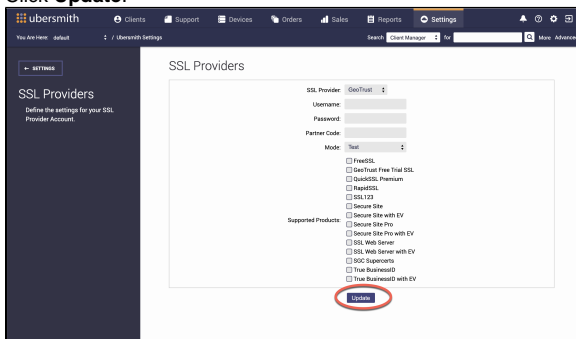 Click Update.
ubersmith
Clients
Support
Devices
Orders
Sales
Reports
Settings
You Are Here: default / Ubersmith Settings
Search Client Manager for
More Advanced
← SETTINGS
SSL Providers
SSL Providers
Define the settings for your SSL
Provider Account.
SSL Provider: GeoTrust
Username:
Password:
Partner Code:
Mode: Test
Supported Products:
FreeSSL
GeoTrust Free Trial SSL
QuickSSL Premium
RapidSSL
SSL123
Secure Site
Secure Site with EV
Secure Site Pro
Secure Site Pro with EV
SSL Web Server
SSL Web Server with EV
SGC Supercerts
True BusinessID
True BusinessID with EV
Update